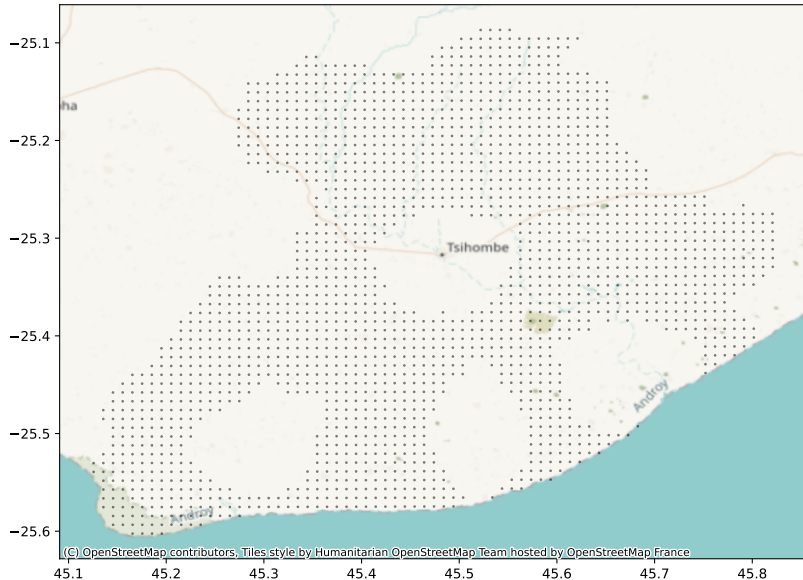 −25.1
ha
−25.2
−25.3
Tsihombe
−25.4
Androy
−25.5
Androy
−25.6
(C) OpenStreetMap contributors, Tiles style by Humanitarian OpenStreetMap Team hosted by OpenStreetMap France
45.1 45.2 45.3 45.4 45.5 45.6 45.7 45.8